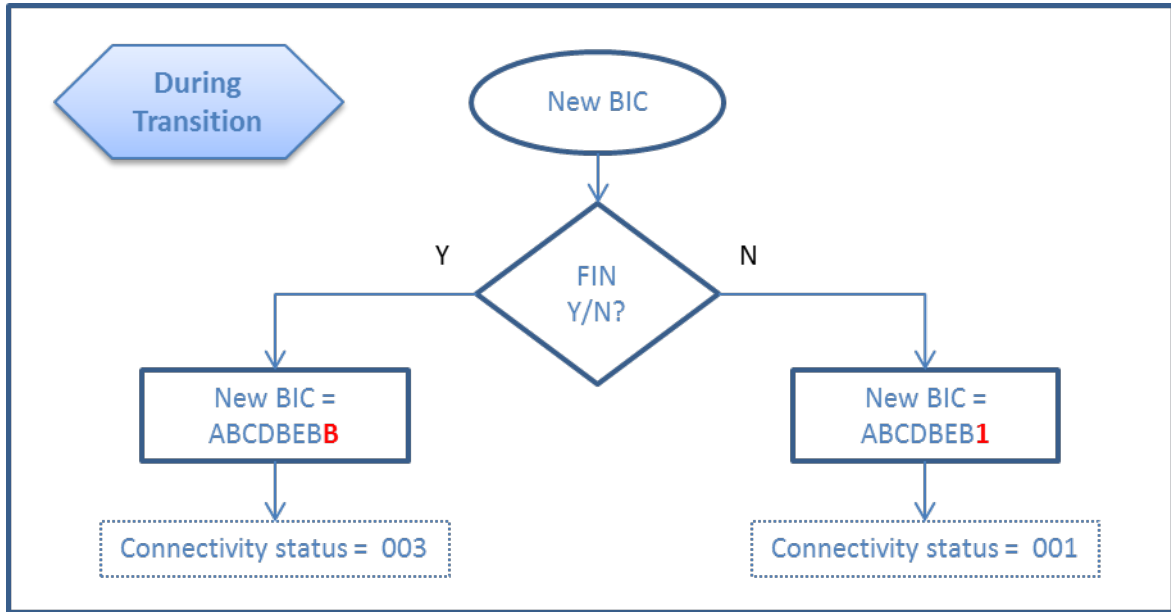 During
Transition
New BIC
Y
N
FIN
Y/N?
New BIC =
ABCDBEBB
New BIC =
ABCDBEB1
Connectivity status = 003
Connectivity status = 001